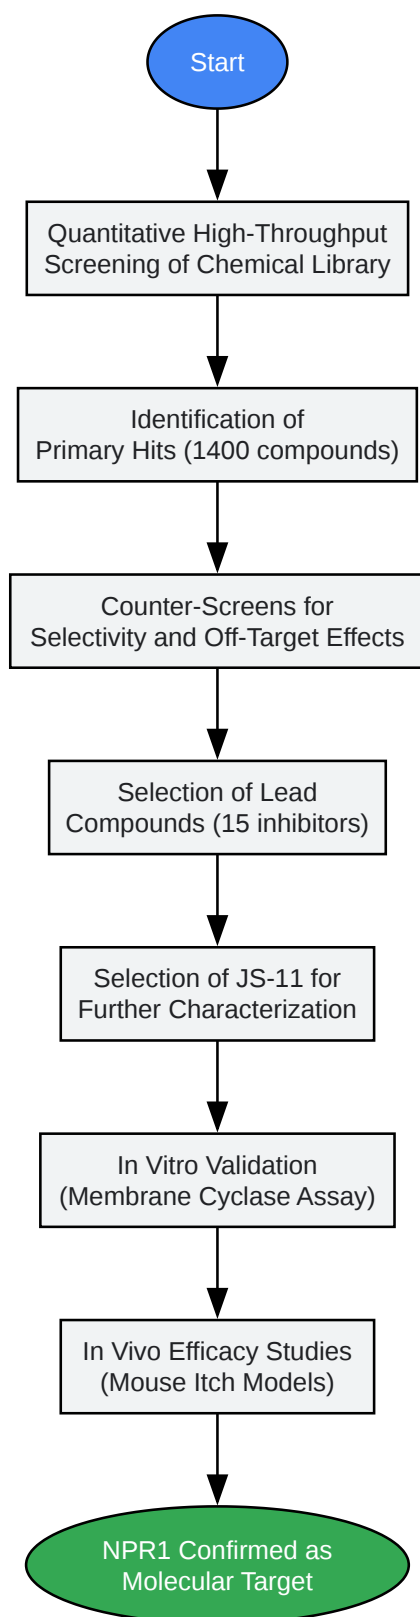 Start
Quantitative High-Throughput
Screening of Chemical Library
Identification of
Primary Hits (1400 compounds)
Counter-Screens for
Selectivity and Off-Target Effects
Selection of Lead
Compounds (15 inhibitors)
Selection of JS-11 for
Further Characterization
In Vitro Validation
(Membrane Cyclase Assay)
In Vivo Efficacy Studies
(Mouse Itch Models)
NPR1 Confirmed as
Molecular Target